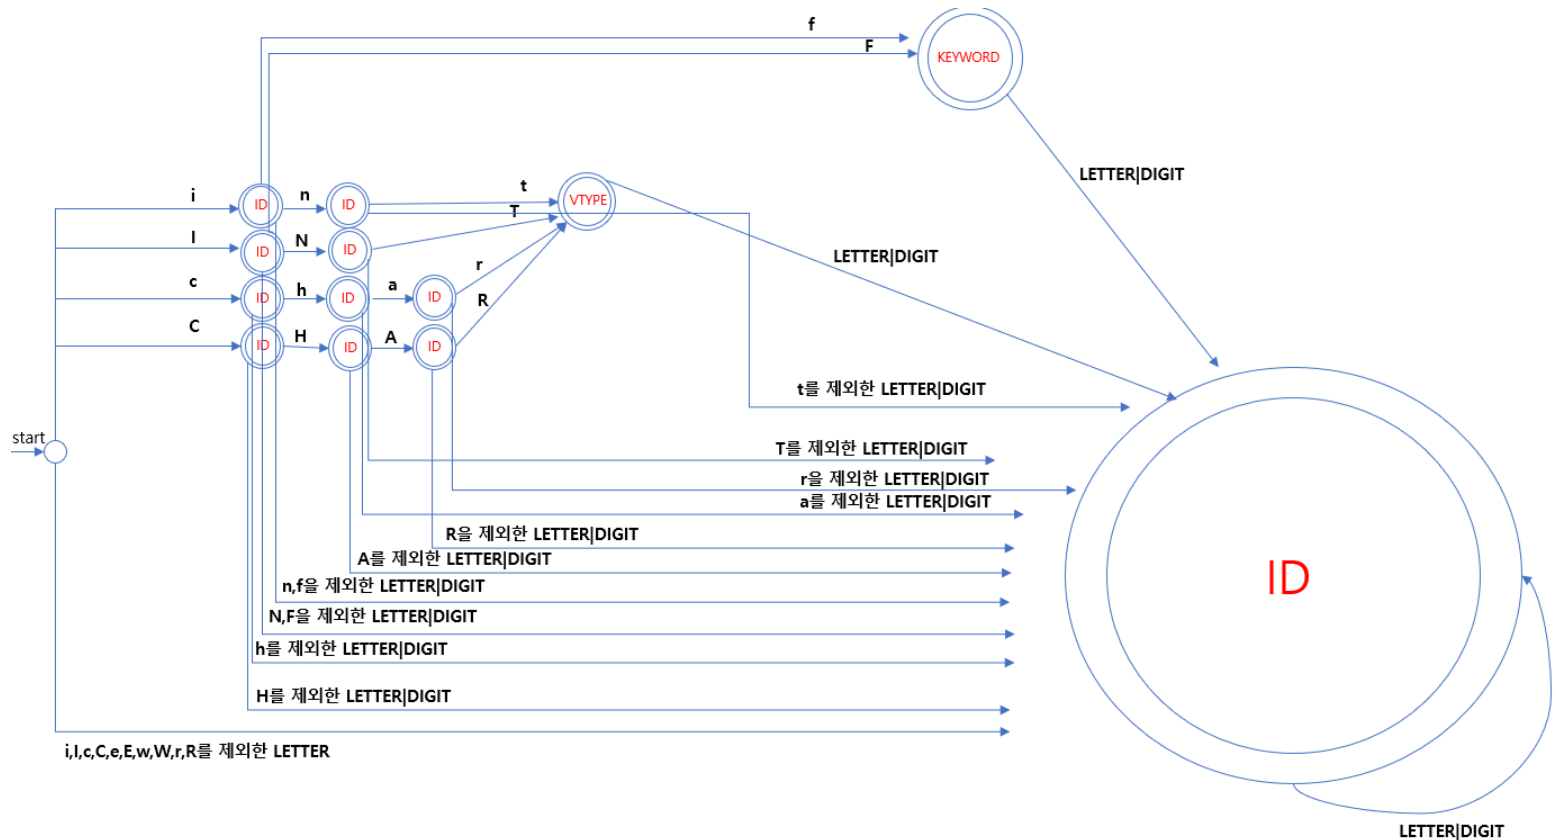 f
F
KEYWORD
LETTER|DIGIT
i
ID
n
ID
t
VTYPE
T
I
ID
N
ID
LETTER|DIGIT
c
ID
h
ID
a
ID
r
R
C
ID
H
ID
A
ID
t를 제외한 LETTER|DIGIT
start
T를 제외한 LETTER|DIGIT
r을 제외한 LETTER|DIGIT
a를 제외한 LETTER|DIGIT
R을 제외한 LETTER|DIGIT
A를 제외한 LETTER|DIGIT
n,f을 제외한 LETTER|DIGIT
ID
N,F을 제외한 LETTER|DIGIT
h를 제외한 LETTER|DIGIT
H를 제외한 LETTER|DIGIT
i,I,c,C,e,E,w,W,r,R를 제외한 LETTER
LETTER|DIGIT